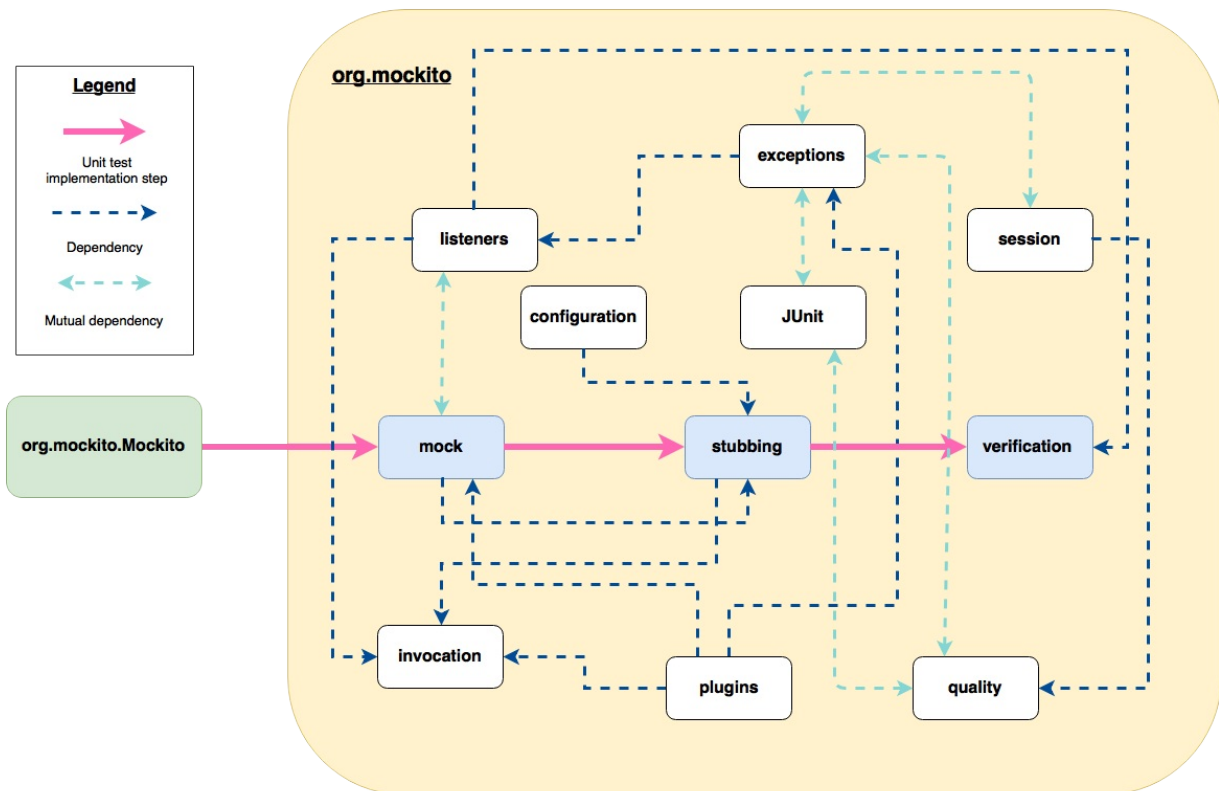 Legend
Unit test
implementation step
Dependency
Mutual dependency
org.mockito
exceptions
listeners
session
configuration
JUnit
org.mockito.Mockito
mock
stubbing
verification
invocation
plugins
quality